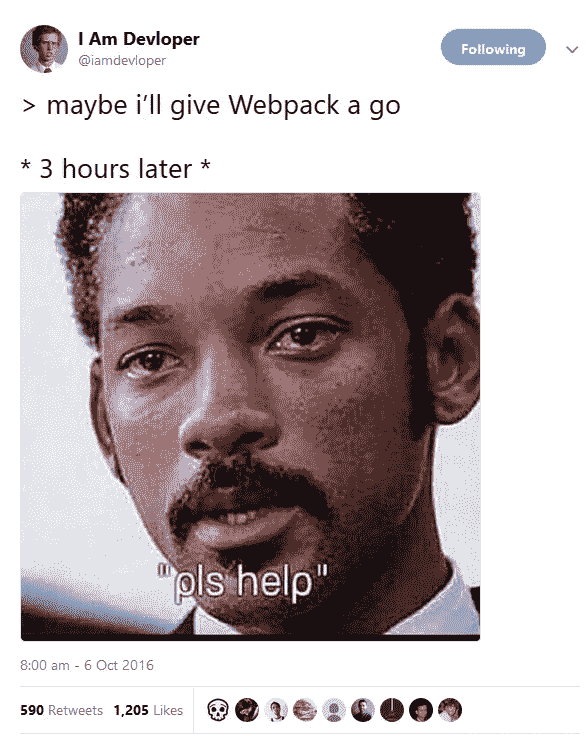 I Am Devloper
@iamdevloper
Following
> maybe i'll give Webpack a go
* 3 hours later *
"pls help"
8:00 am - 6 Oct 2016
590 Retweets 1,205 Likes